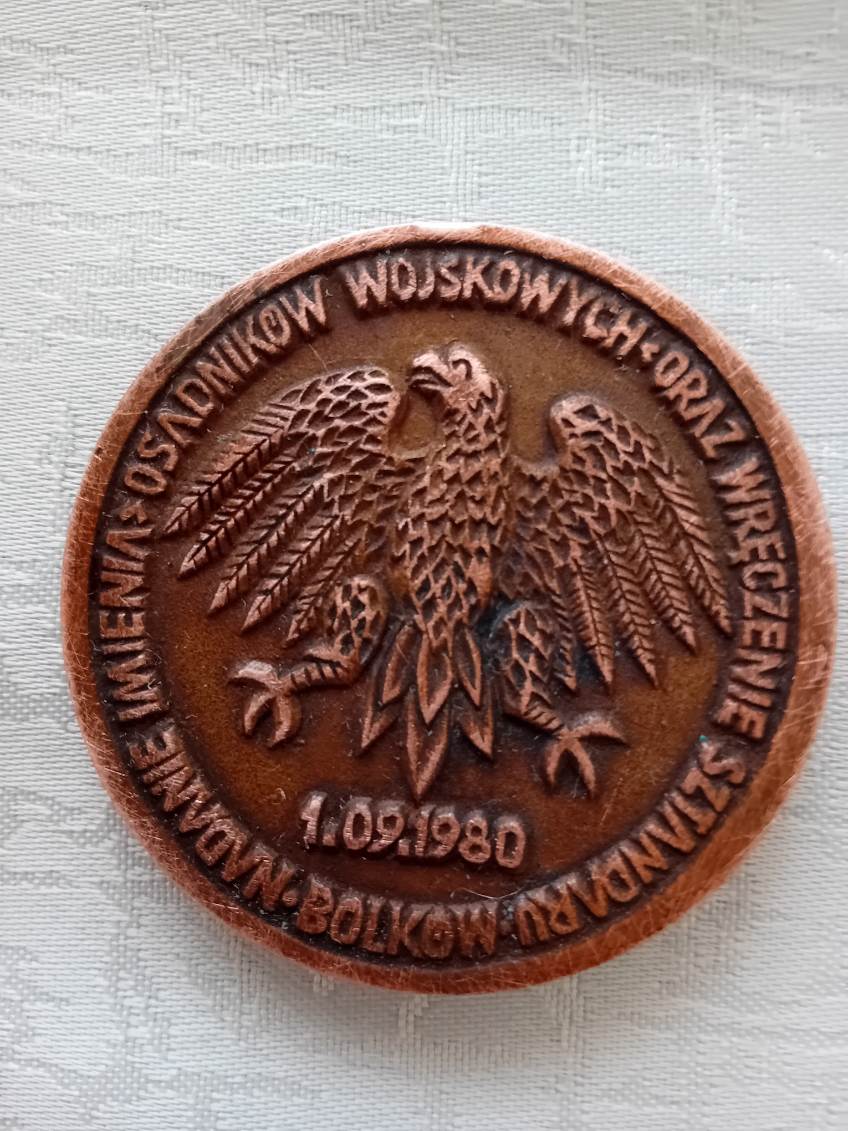 NADANIE IMIENIA > OSADNIKÓW WOJSKOWYCH < ORAZ WRĘCZENIE SZTANDARU
1.09.1980
• BOLKÓW •